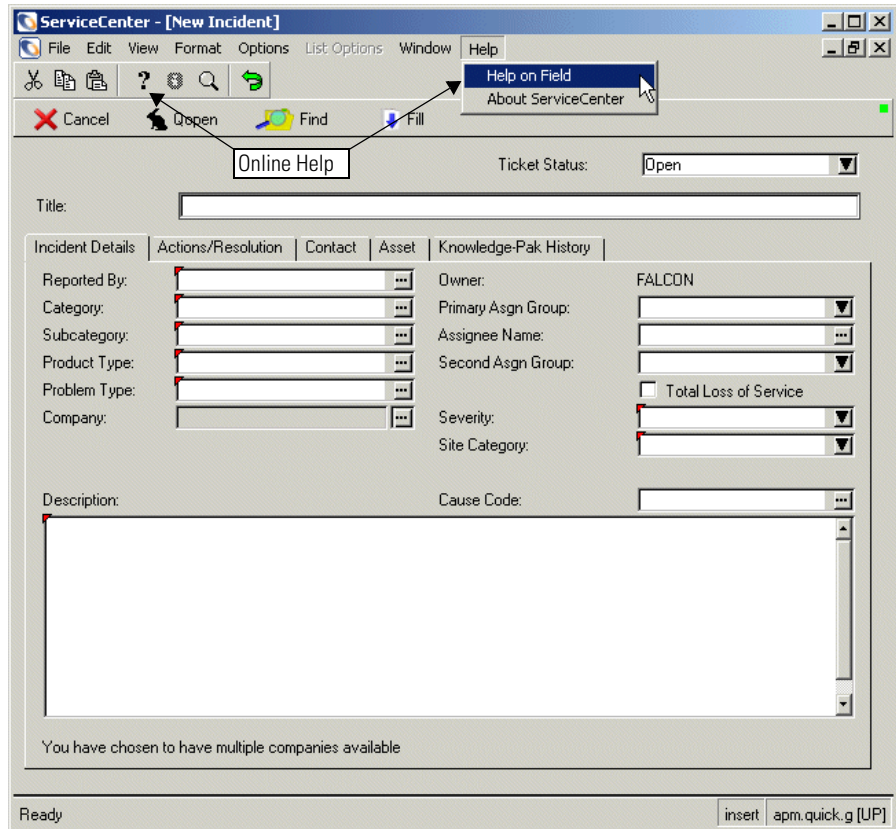 ServiceCenter - [New Incident]
File Edit View Format Options List Options Window Help
?
Help on Field
About ServiceCenter
Cancel Qopen Find Fill
Online Help
Ticket Status: Open
Title:
Incident Details Actions/Resolution Contact Asset Knowledge-Pak History
Reported By: Owner: FALCON
Category: Primary Asgn Group:
Subcategory: Assignee Name:
Product Type: Second Asgn Group:
Problem Type: Total Loss of Service
Company: Severity:
Site Category:
Description: Cause Code:
You have chosen to have multiple companies available
Ready insert apm.quick.g [UP]